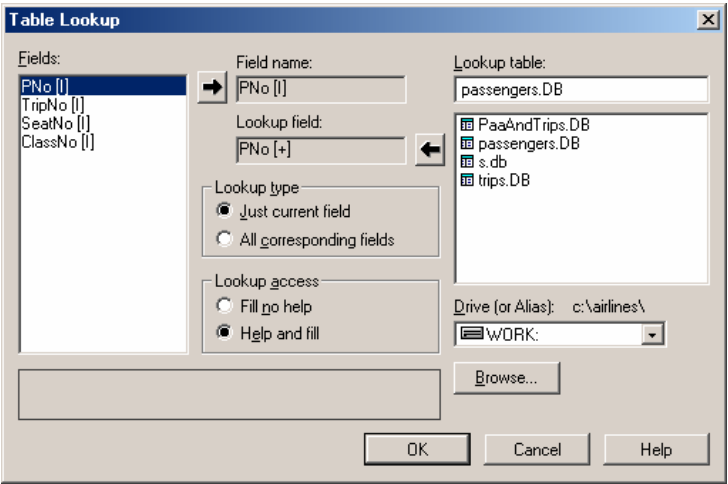 Table Lookup
Fields:
PNo [I]
TripNo [I]
SeatNo [I]
ClassNo [I]
Field name:
PNo [I]
Lookup field:
PNo [+]
Lookup type
Just current field
All corresponding fields
Lookup access
Fill no help
Help and fill
Lookup table:
passengers.DB
PaaAndTrips.DB
passengers.DB
s.db
trips.DB
Drive (or Alias): c:\airlines\
WORK:
Browse...
OK
Cancel
Help